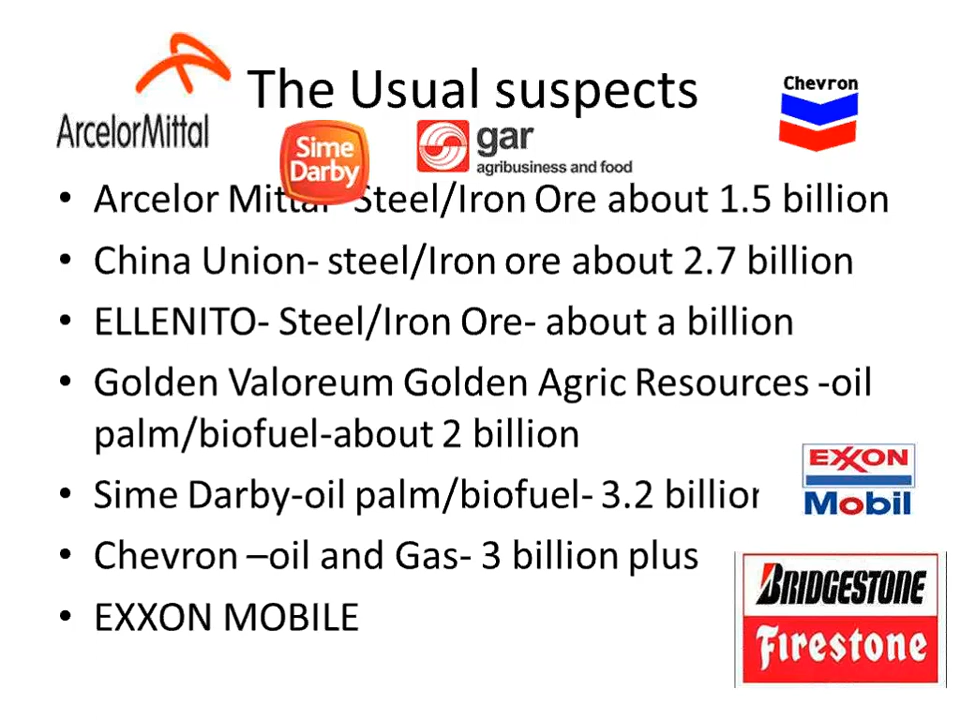 The Usual suspects
ArcelorMittal
Sime
Darby
gar
agribusiness and food
Chevron
• Arcelor Mittal- Steel/Iron Ore about 1.5 billion
• China Union- steel/Iron ore about 2.7 billion
• ELLENITO- Steel/Iron Ore- about a billion
• Golden Valoreum Golden Agric Resources -oil
palm/biofuel-about 2 billion
• Sime Darby-oil palm/biofuel- 3.2 billion
• Chevron –oil and Gas- 3 billion plus
• EXXON MOBILE
EXXON
Mobil
BRIDGESTONE
Firestone